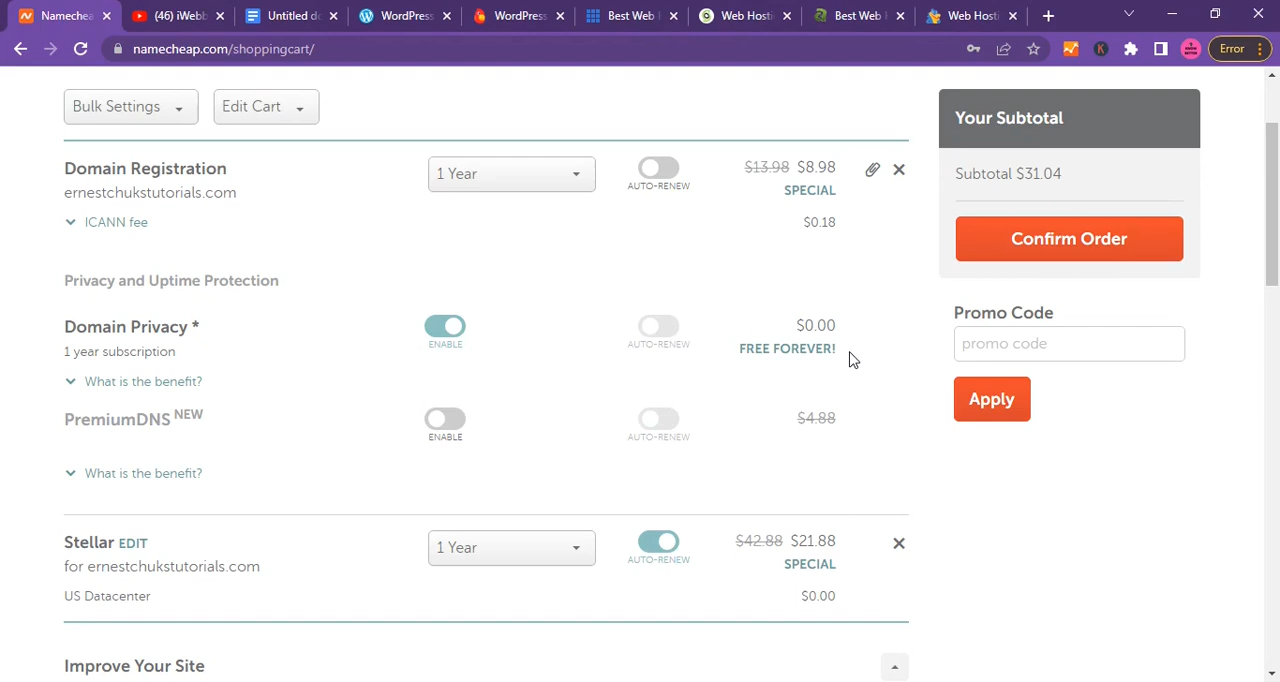 Namechea
(46) iWebb
Untitled d
WordPress
WordPress
Best Web
Web Hosti
Best Web
Web Hosti
namecheap.com/shoppingcart/
Error
Bulk Settings
Edit Cart
Domain Registration
1 Year
AUTO-RENEW
$13.98 $8.98
SPECIAL
ernestchukstutorials.com
ICANN fee
$0.18
Privacy and Uptime Protection
Domain Privacy *
ENABLE
AUTO-RENEW
$0.00
FREE FOREVER!
1 year subscription
What is the benefit?
PremiumDNS NEW
ENABLE
AUTO-RENEW
$4.88
What is the benefit?
Stellar EDIT
1 Year
AUTO-RENEW
$42.88 $21.88
SPECIAL
for ernestchukstutorials.com
US Datacenter
$0.00
Improve Your Site
Your Subtotal
Subtotal $31.04
Confirm Order
Promo Code
promo code
Apply